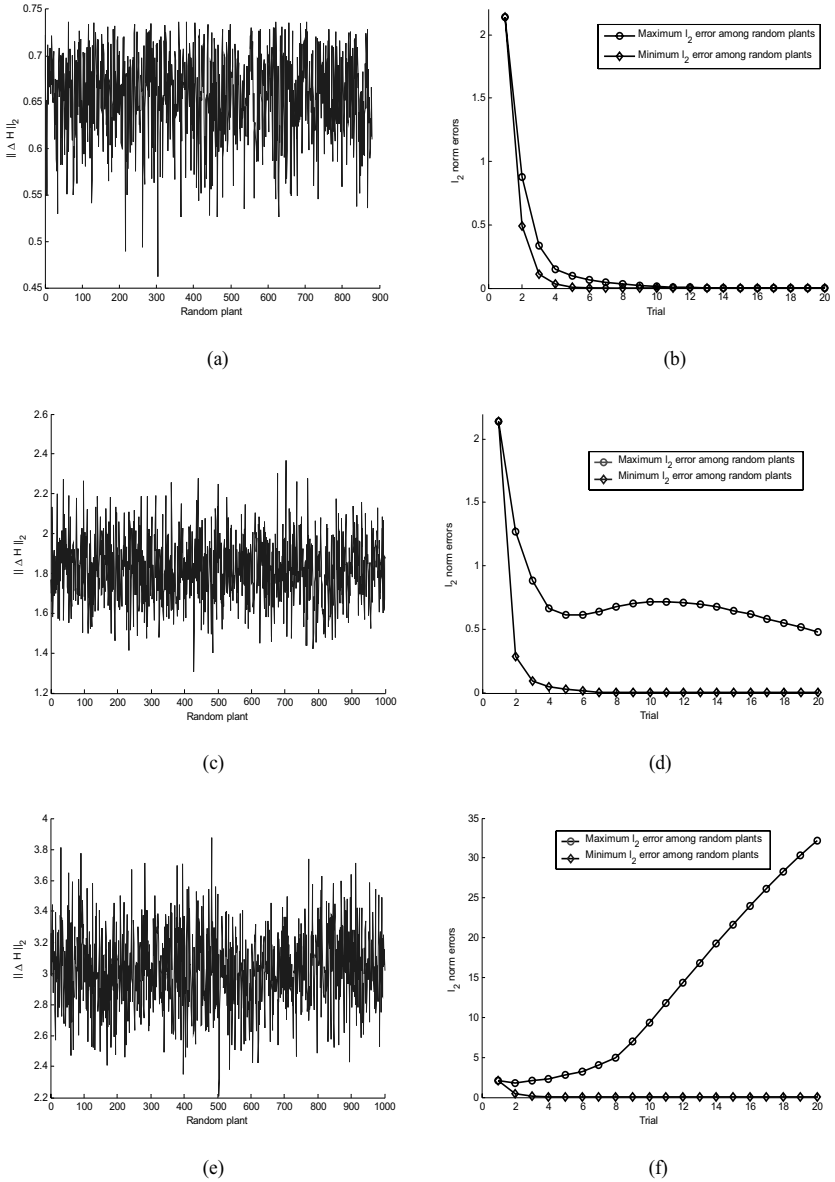 0.75
0.7
0.65
0.6
0.55
0.5
0.45
0 100 200 300 400 500 600 700 800 900
|| Δ H ||2
Random plant
(a)
2
1.5
1
0.5
0
0 2 4 6 8 10 12 14 16 18 20
l2 norm errors
Trial
Maximum l2 error among random plants
Minimum l2 error among random plants
(b)
2.6
2.4
2.2
2
1.8
1.6
1.4
1.2
0 100 200 300 400 500 600 700 800 900 1000
|| Δ H ||2
Random plant
(c)
2
1.5
1
0.5
0
0 2 4 6 8 10 12 14 16 18 20
l2 norm errors
Trial
Maximum l2 error among random plants
Minimum l2 error among random plants
(d)
4
3.8
3.6
3.4
3.2
3
2.8
2.6
2.4
2.2
0 100 200 300 400 500 600 700 800 900 1000
|| Δ H ||2
Random plant
(e)
35
30
25
20
15
10
5
0
0 2 4 6 8 10 12 14 16 18 20
l2 norm errors
Trial
Maximum l2 error among random plants
Minimum l2 error among random plants
(f)